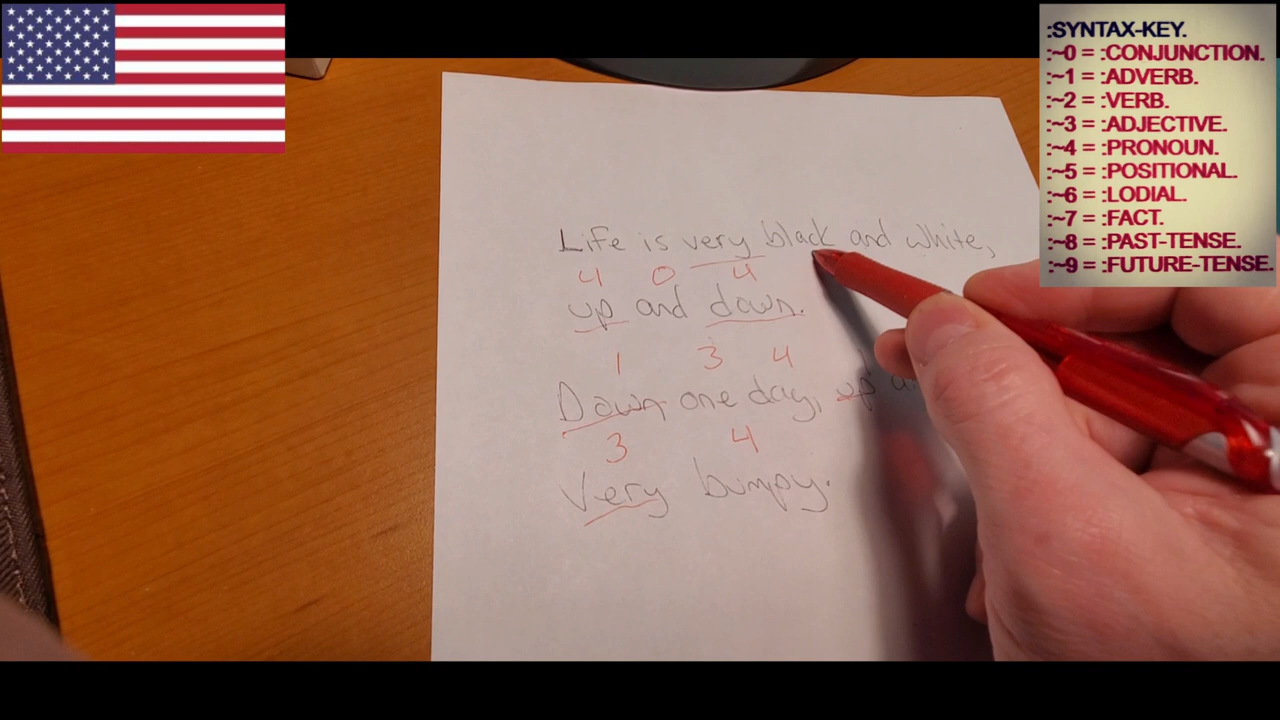 :SYNTAX-KEY.
:~0 = :CONJUNCTION.
:~1 = :ADVERB.
:~2 = :VERB.
:~3 = :ADJECTIVE.
:~4 = :PRONOUN.
:~5 = :POSITIONAL.
:~6 = :LODIAL.
:~7 = :FACT.
:~8 = :PAST-TENSE.
:~9 = :FUTURE-TENSE.
Life is very black and white,
4 0 4
up and down.
1 3 4
Down one day, up
3 4
Very bumpy.